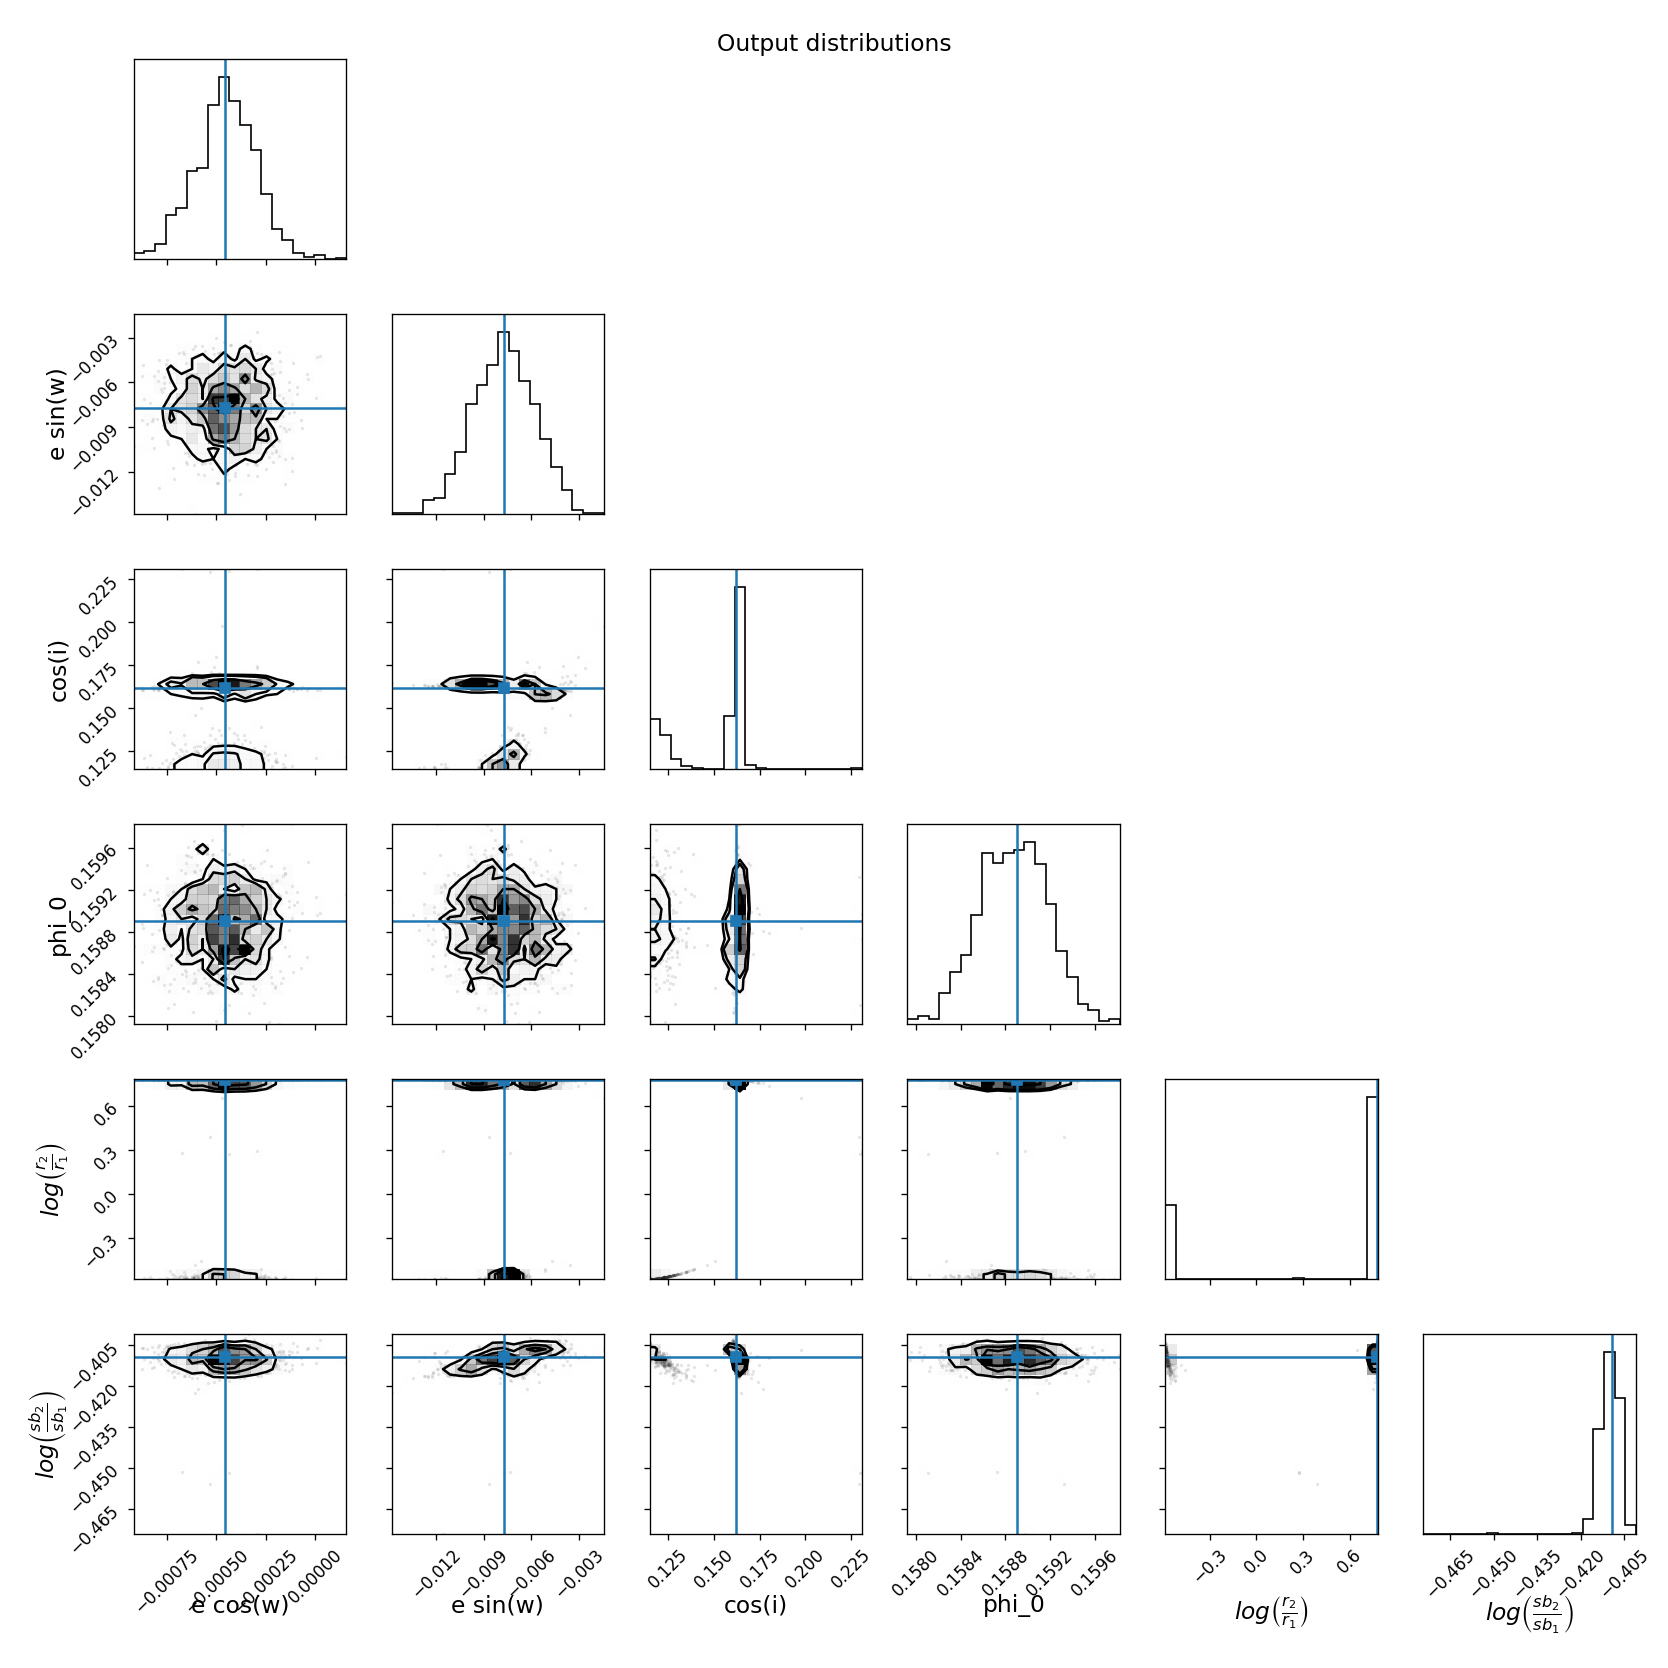 Output distributions
e sin(w)
−0.003
−0.006
−0.009
−0.012
cos(i)
0.225
0.200
0.175
0.150
0.125
phi_0
0.1596
0.1592
0.1588
0.1584
0.1580
log(r2/r1)
0.6
0.3
0.0
−0.3
log(sb2/sb1)
−0.405
−0.420
−0.435
−0.450
−0.465
−0.00075 −0.00050 −0.00025 0.00000
e cos(w)
−0.012 −0.009 −0.006 −0.003
e sin(w)
0.125 0.150 0.175 0.200 0.225
cos(i)
0.1580 0.1584 0.1588 0.1592 0.1596
phi_0
−0.3 0.0 0.3 0.6
log(r2/r1)
−0.465 −0.450 −0.435 −0.420 −0.405
log(sb2/sb1)